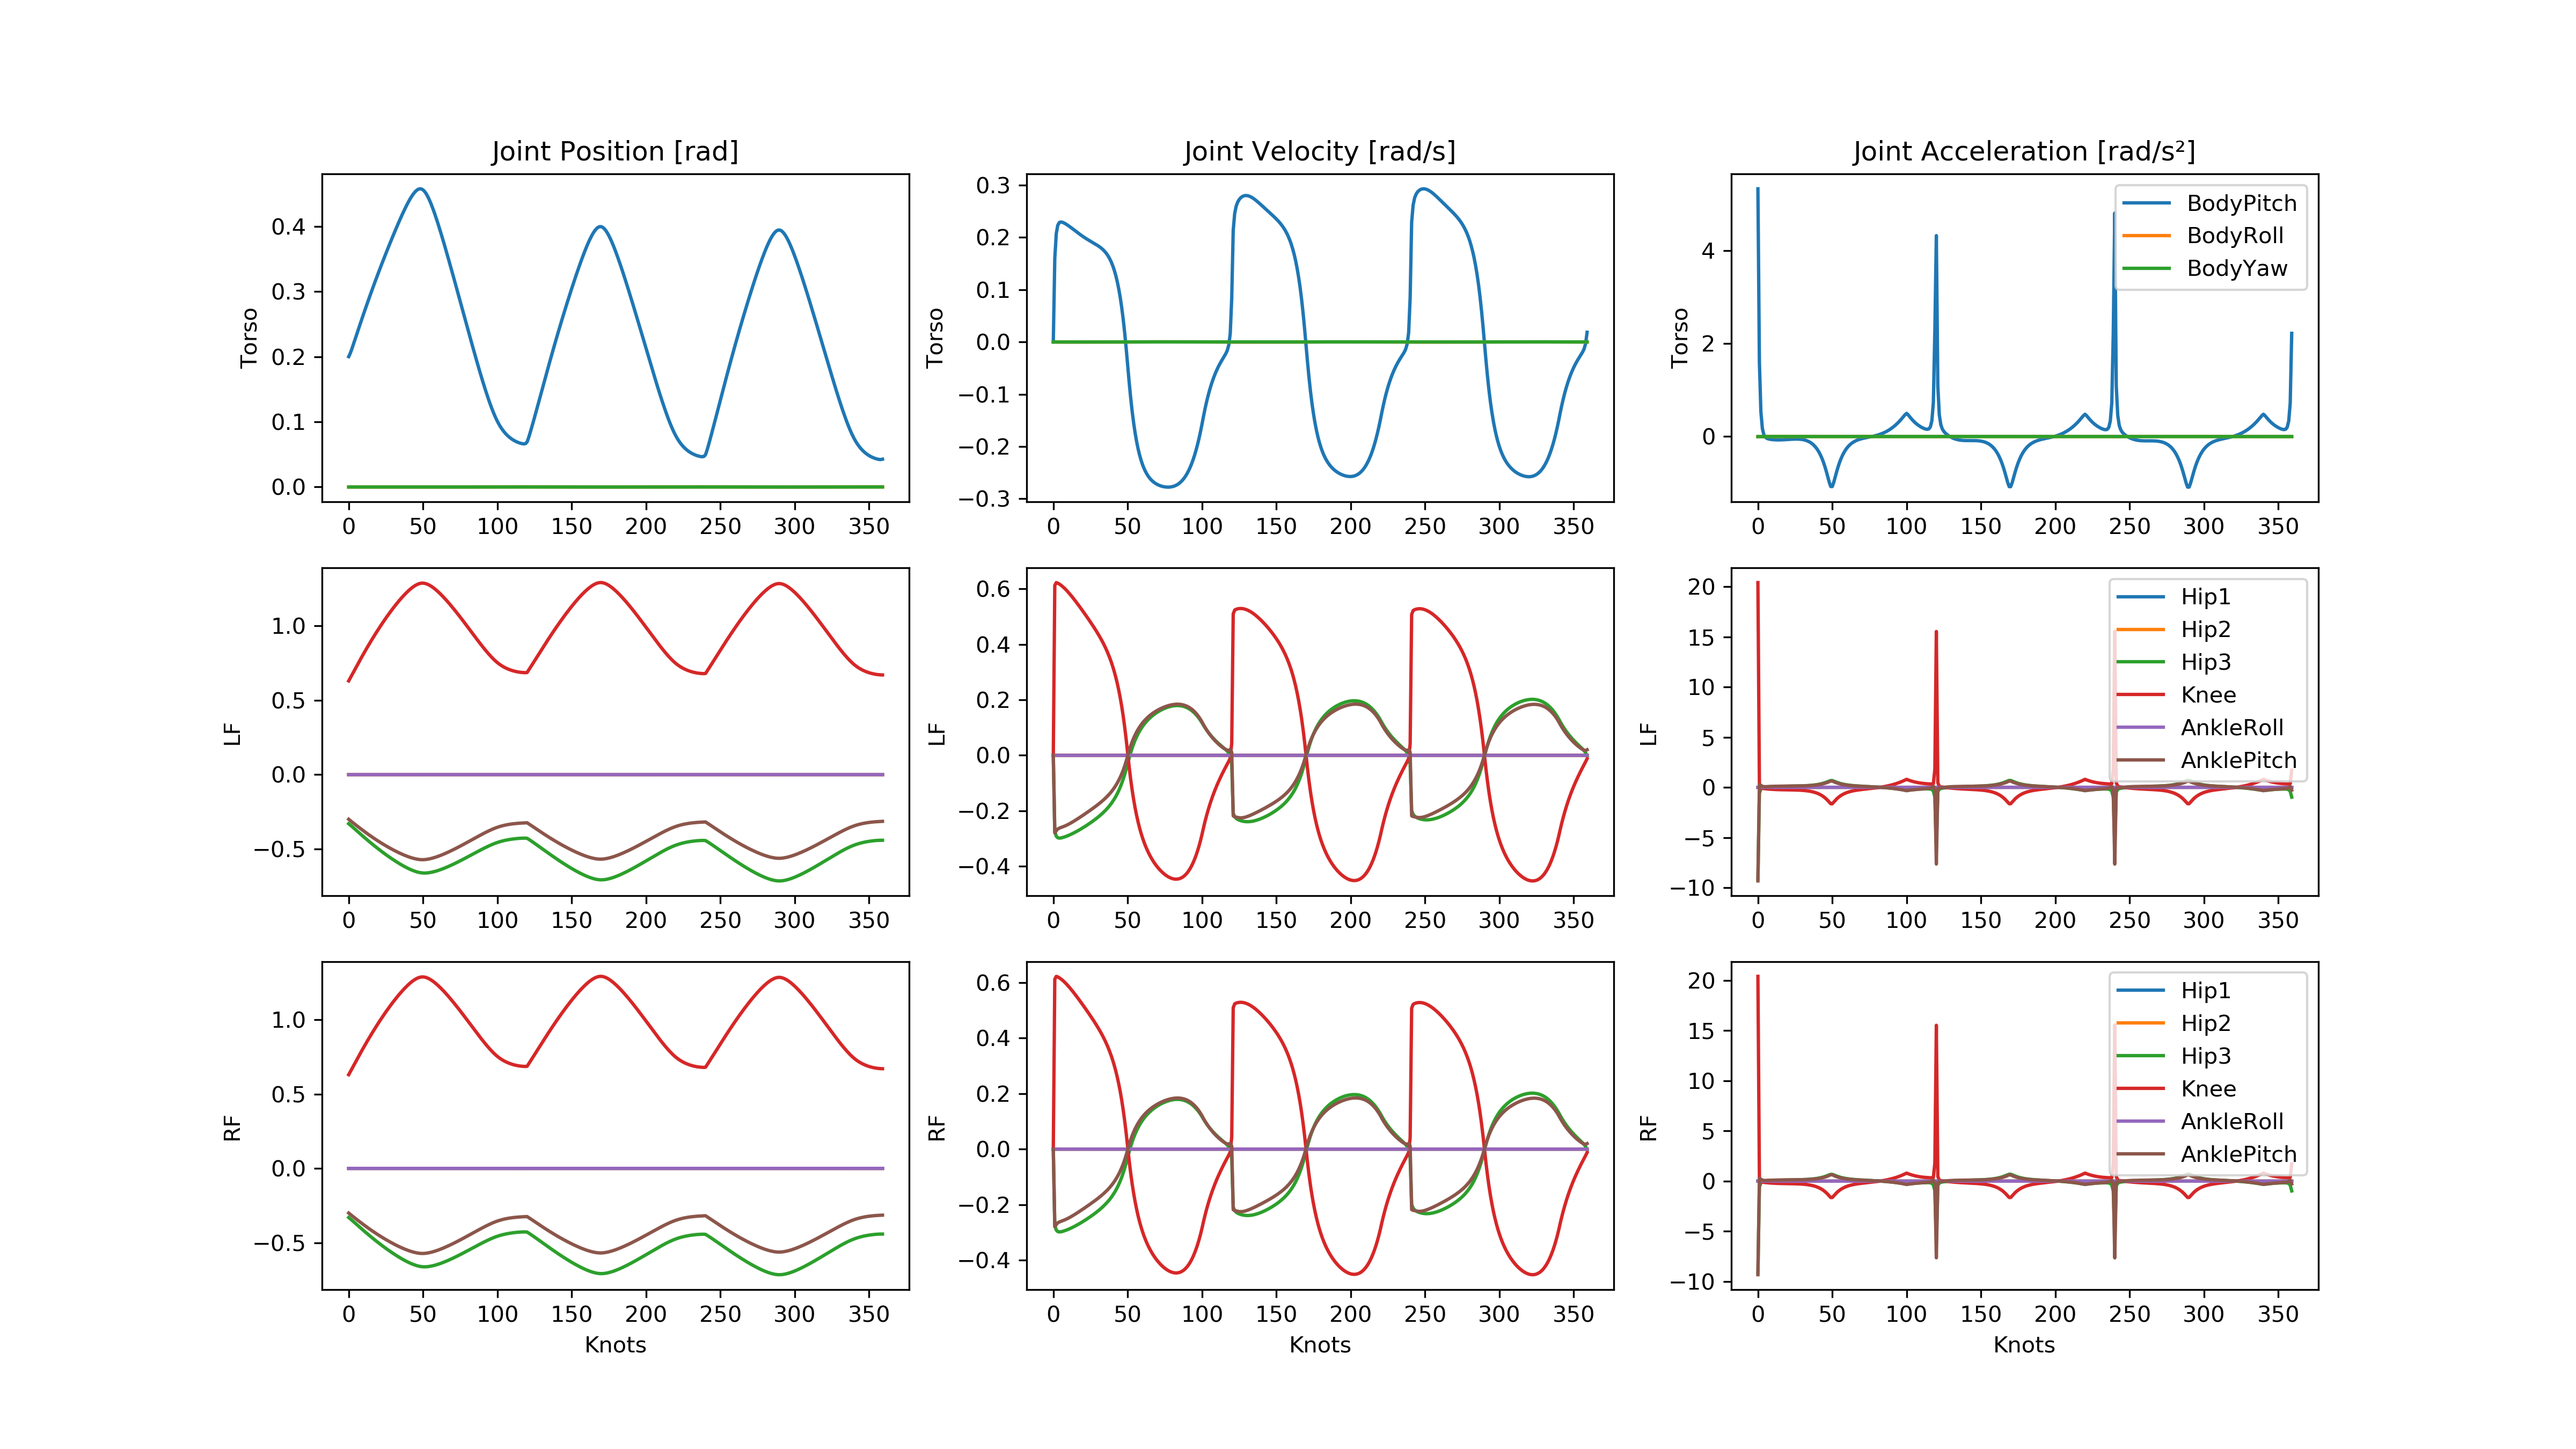 Joint Position [rad] Joint Velocity [rad/s] Joint Acceleration [rad/s²]
Torso
0.4
0.3
0.2
0.1
0.0
0 50 100 150 200 250 300 350
Torso
0.3
0.2
0.1
0.0
−0.1
−0.2
−0.3
0 50 100 150 200 250 300 350
Torso
4
2
0
0 50 100 150 200 250 300 350
BodyPitch
BodyRoll
BodyYaw
LF
1.0
0.5
0.0
−0.5
0 50 100 150 200 250 300 350
LF
0.6
0.4
0.2
0.0
−0.2
−0.4
0 50 100 150 200 250 300 350
LF
20
15
10
5
0
−5
−10
0 50 100 150 200 250 300 350
Hip1
Hip2
Hip3
Knee
AnkleRoll
AnklePitch
RF
1.0
0.5
0.0
−0.5
0 50 100 150 200 250 300 350
Knots
RF
0.6
0.4
0.2
0.0
−0.2
−0.4
0 50 100 150 200 250 300 350
Knots
RF
20
15
10
5
0
−5
−10
0 50 100 150 200 250 300 350
Knots
Hip1
Hip2
Hip3
Knee
AnkleRoll
AnklePitch